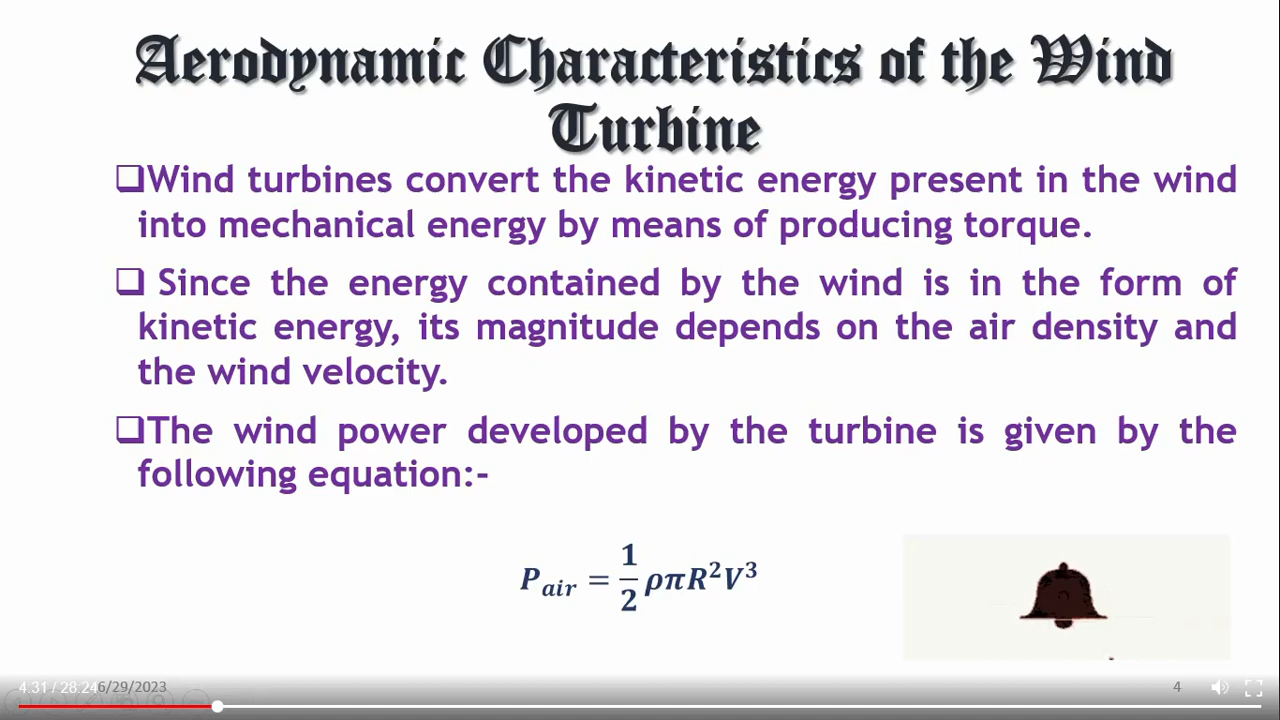 Aerodynamic Characteristics of the Wind
Turbine
❑Wind turbines convert the kinetic energy present in the wind
into mechanical energy by means of producing torque.
❑ Since the energy contained by the wind is in the form of
kinetic energy, its magnitude depends on the air density and
the wind velocity.
❑The wind power developed by the turbine is given by the
following equation:-
P_air = 1/2 ρπR²V³
4:31 / 28:24 6/29/2023 4